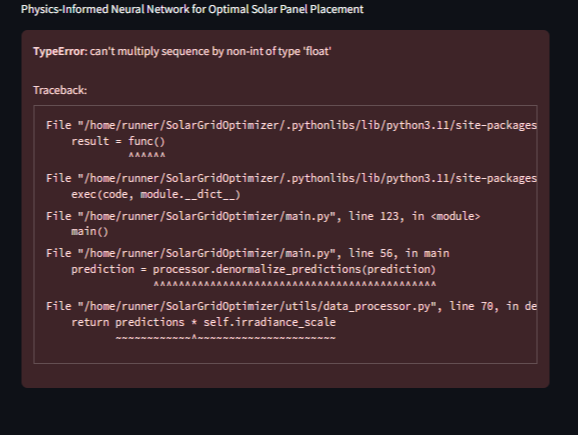 Physics-Informed Neural Network for Optimal Solar Panel Placement
TypeError: can't multiply sequence by non-int of type 'float'
Traceback:
File "/home/runner/SolarGridOptimizer/.pythonlibs/lib/python3.11/site-packages
result = func()
^^^^^^
File "/home/runner/SolarGridOptimizer/.pythonlibs/lib/python3.11/site-packages
exec(code, module.__dict__)
File "/home/runner/SolarGridOptimizer/main.py", line 123, in <module>
main()
File "/home/runner/SolarGridOptimizer/main.py", line 56, in main
prediction = processor.denormalize_predictions(prediction)
^^^^^^^^^^^^^^^^^^^^^^^^^^^^^^^^^^^^^^^^^^^^^
File "/home/runner/SolarGridOptimizer/utils/data_processor.py", line 70, in de
return predictions * self.irradiance_scale
~~~~~~~~~~~~^~~~~~~~~~~~~~~~~~~~~~~